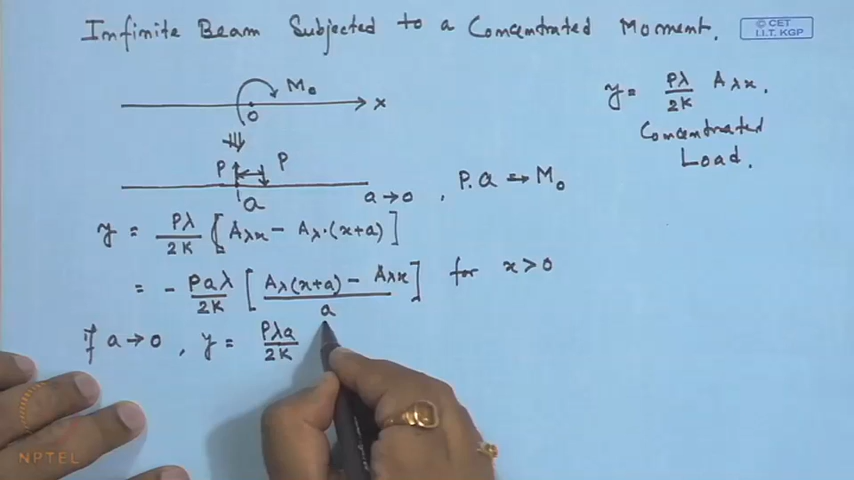 Infinite Beam Subjected to a Concentrated Moment.
© CET
I.I.T. KGP
M₀
x
0
y = Pλ/2K Aλx.
Concentrated
Load.
P P
a
a→0 , P.a → M₀
y = Pλ/2K [Aλx - Aλ.(x+a)]
= - Paλ/2K [Aλ(x+a) - Aλx / a] for x>0
if a→0 , y = Pλa/2K
NPTEL